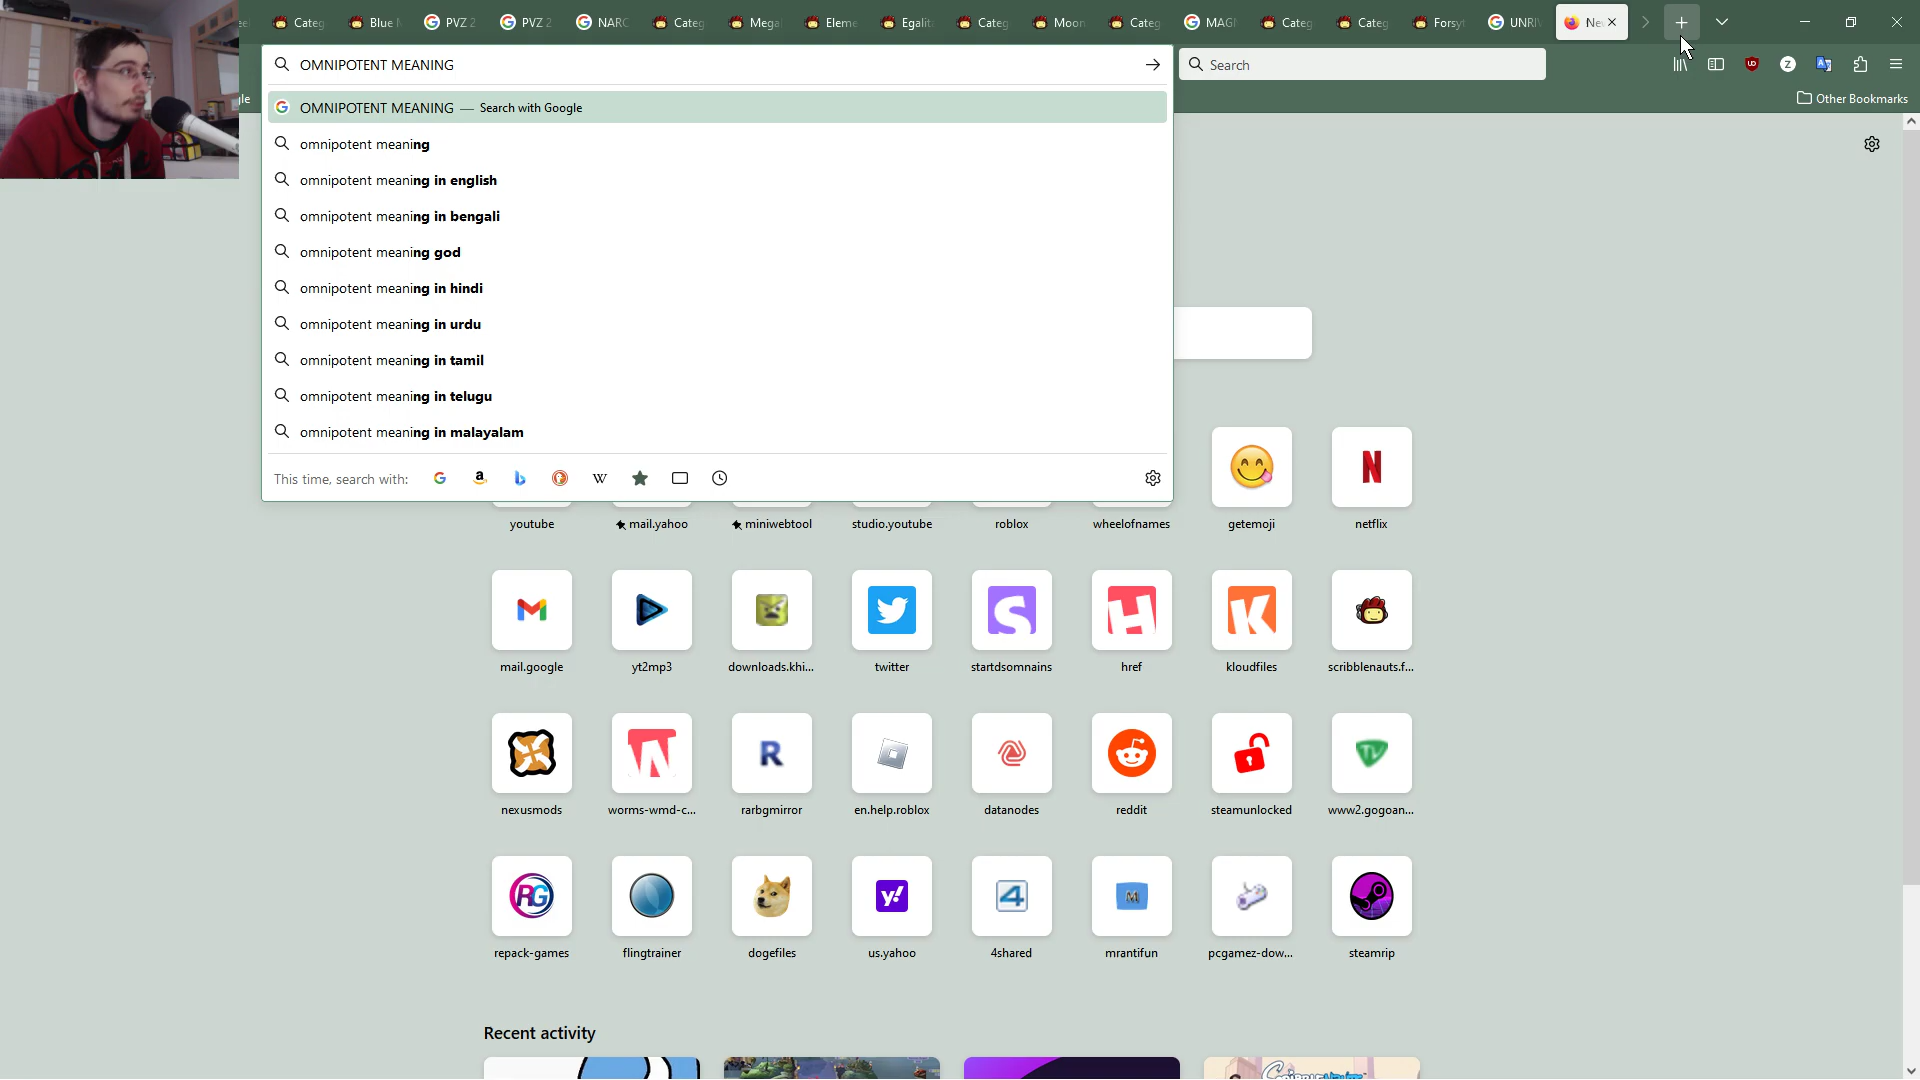 Categ
Blue
PVZ 2
PVZ 2
NARC
Categ
Mega
Eleme
Egalit
Categ
Moon
Categ
MAGI
Categ
Categ
Forsyt
UNRI
Ne
OMNIPOTENT MEANING
Search
le
Other Bookmarks
OMNIPOTENT MEANING — Search with Google
omnipotent meaning
omnipotent meaning in english
omnipotent meaning in bengali
omnipotent meaning god
omnipotent meaning in hindi
omnipotent meaning in urdu
omnipotent meaning in tamil
omnipotent meaning in telugu
omnipotent meaning in malayalam
This time, search with:
youtube
mail.yahoo
miniwebtool
studio.youtube
roblox
wheelofnames
getemoji
netflix
mail.google
yt2mp3
downloads.khi...
twitter
startdsomnains
href
kloudfiles
scribblenauts.f...
nexusmods
worms-wmd-c...
rarbgmirror
en.help.roblox
datanodes
reddit
steamunlocked
www2.gogoan...
repack-games
flingtrainer
dogefiles
us.yahoo
4shared
mrantifun
pcgamez-dow...
steamrip
Recent activity